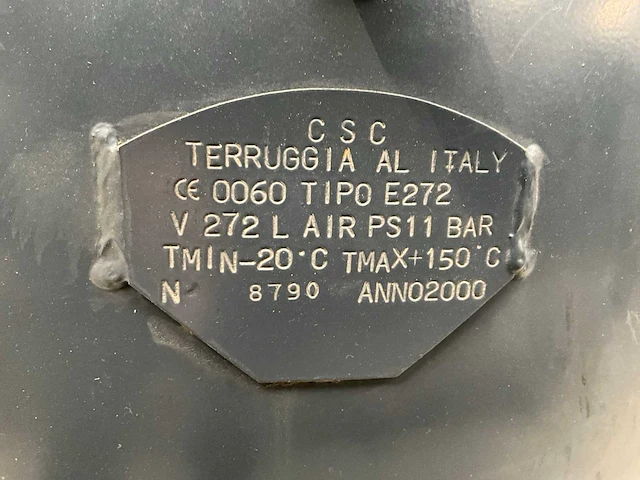 CSC
TERRUGGIA AL ITALY
CE 0060 TIPO E272
V 272 L AIR PS11 BAR
TMIN-20°C TMAX+150°C
N 8790 ANNO2000